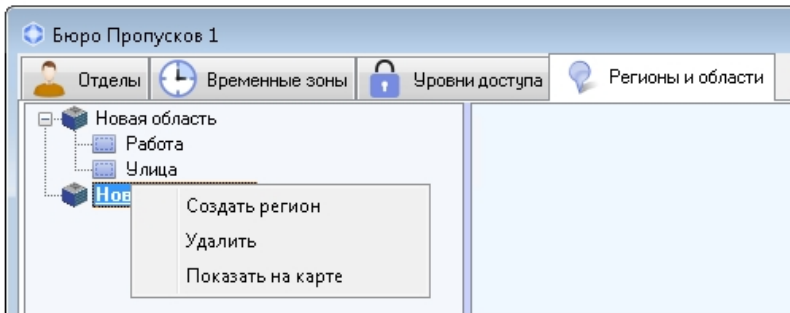 Бюро Пропусков 1
Отделы Временные зоны Уровни доступа Регионы и области
Новая область
Работа
Улица
Нов
Создать регион
Удалить
Показать на карте